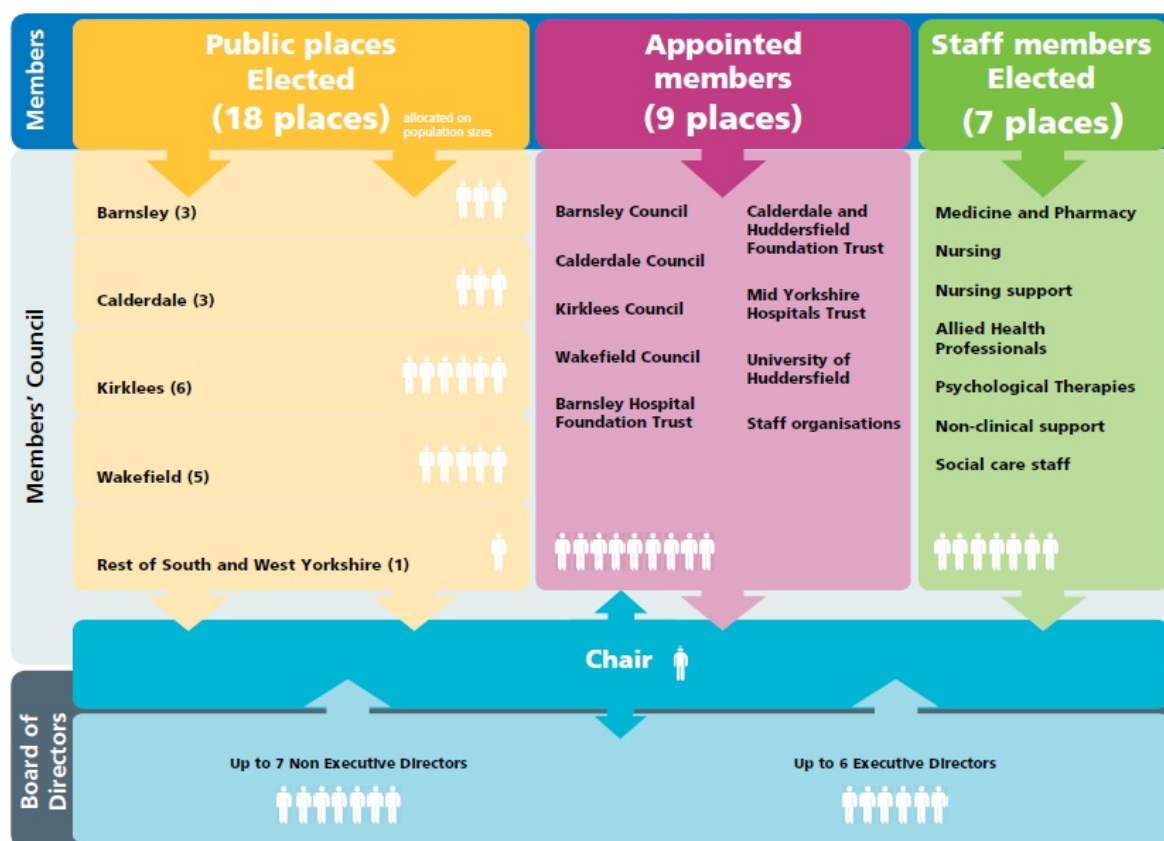 Members
Public places
Elected
(18 places)
allocated on
population sizes
Appointed
members
(9 places)
Staff members
Elected
(7 places)
Members' Council
Barnsley (3)
Calderdale (3)
Kirklees (6)
Wakefield (5)
Rest of South and West Yorkshire (1)
Barnsley Council
Calderdale Council
Kirklees Council
Wakefield Council
Barnsley Hospital
Foundation Trust
Calderdale and
Huddersfield
Foundation Trust
Mid Yorkshire
Hospitals Trust
University of
Huddersfield
Staff organisations
Medicine and Pharmacy
Nursing
Nursing support
Allied Health
Professionals
Psychological Therapies
Non-clinical support
Social care staff
Chair
Board of
Directors
Up to 7 Non Executive Directors
Up to 6 Executive Directors